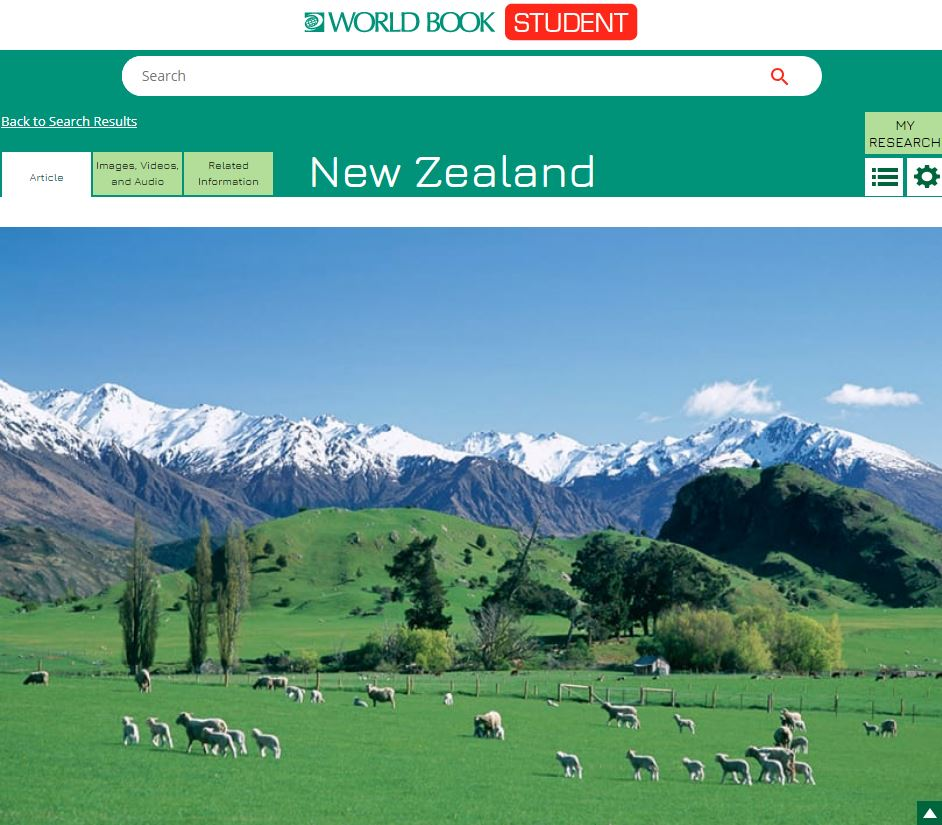 WORLD BOOK STUDENT
Search
Back to Search Results
MY
RESEARCH
Article
Images, Videos,
and Audio
Related
Information
New Zealand